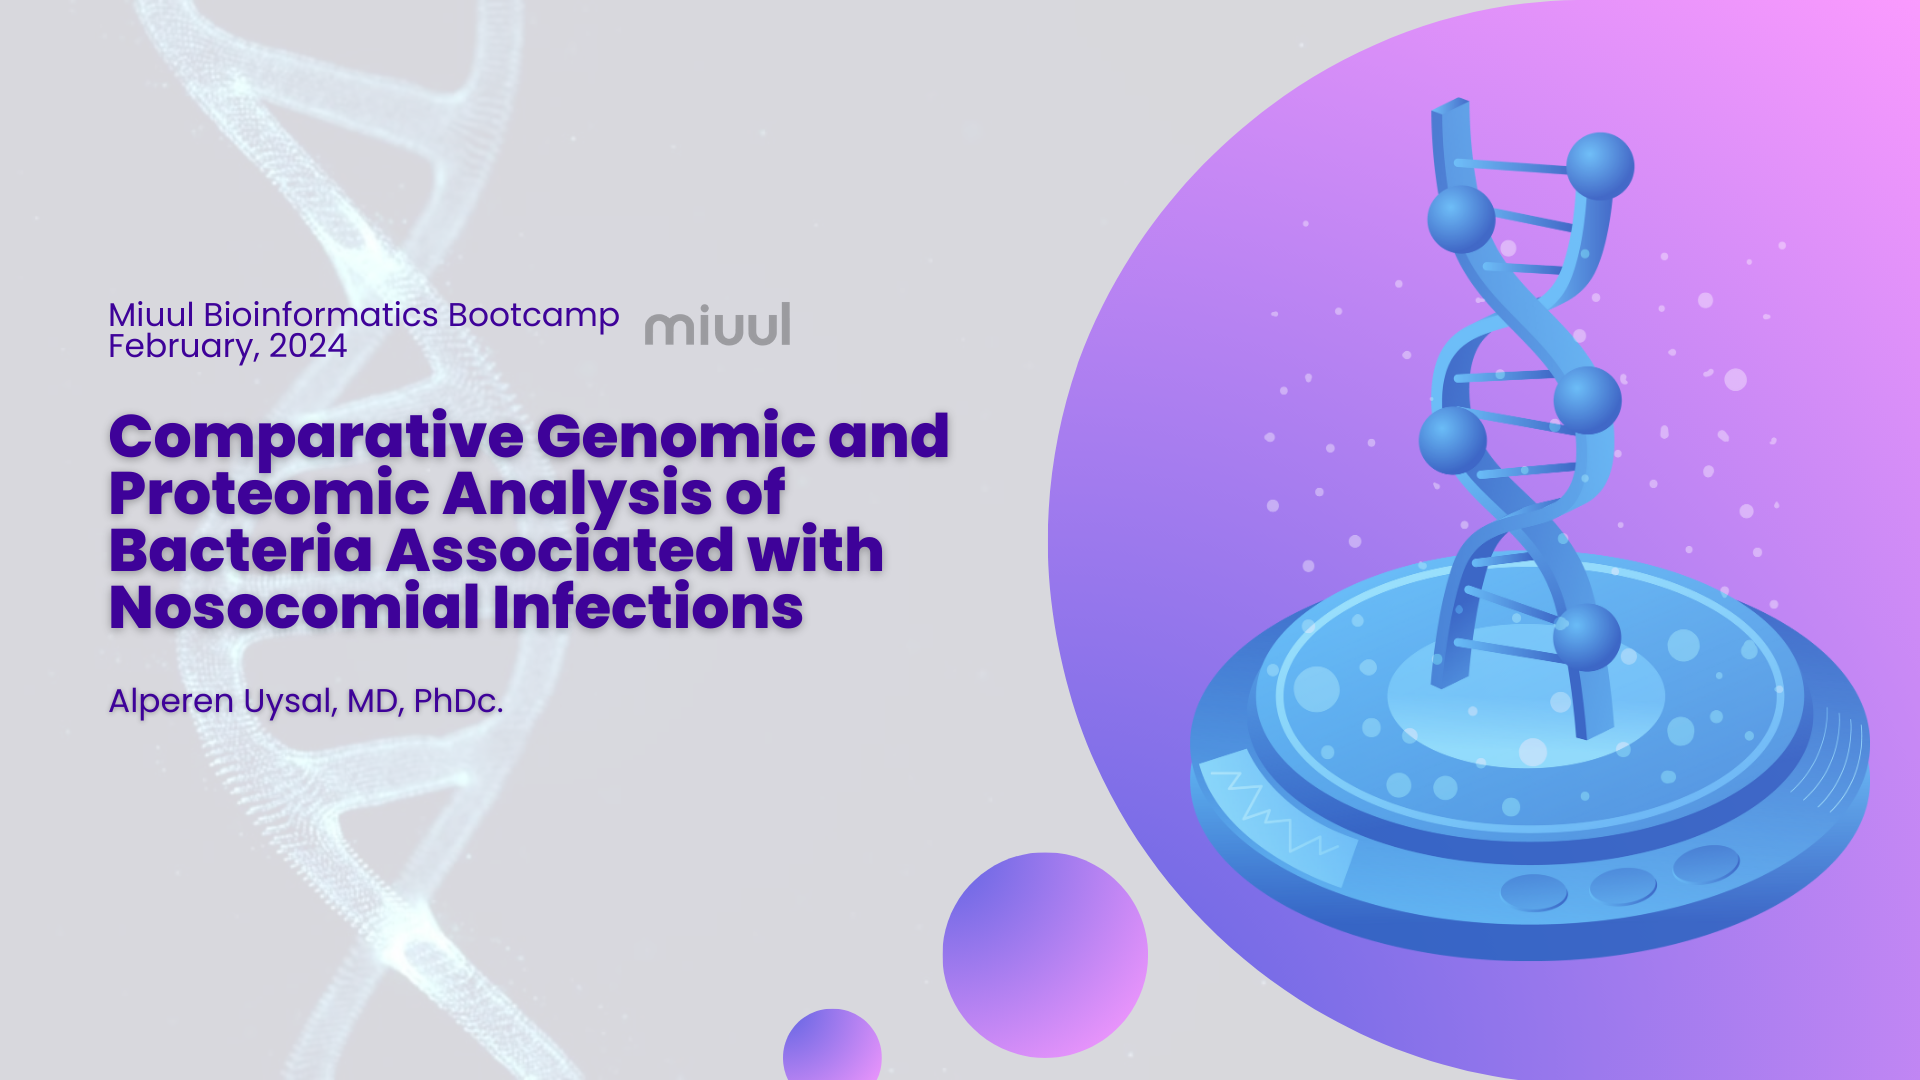 Miuul Bioinformatics Bootcamp
February, 2024
miuul
Comparative Genomic and
Proteomic Analysis of
Bacteria Associated with
Nosocomial Infections
Alperen Uysal, MD, PhDc.